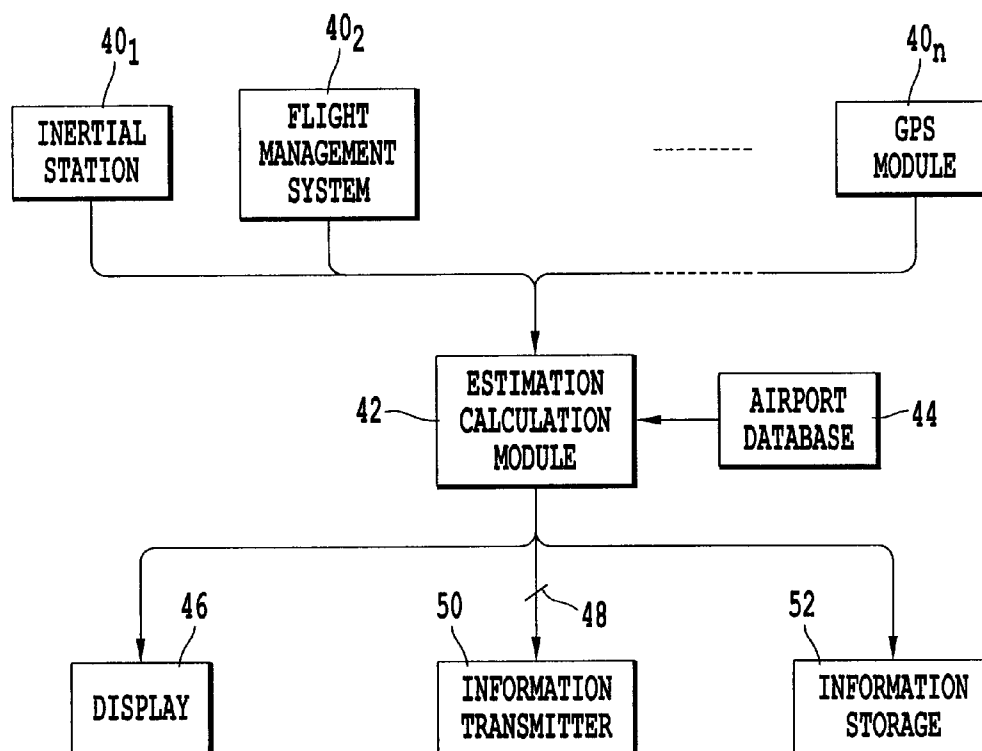 40₁
40₂
40ₙ
INERTIAL
STATION
FLIGHT
MANAGEMENT
SYSTEM
GPS
MODULE
42
ESTIMATION
CALCULATION
MODULE
AIRPORT
DATABASE
44
46
50
48
52
DISPLAY
INFORMATION
TRANSMITTER
INFORMATION
STORAGE